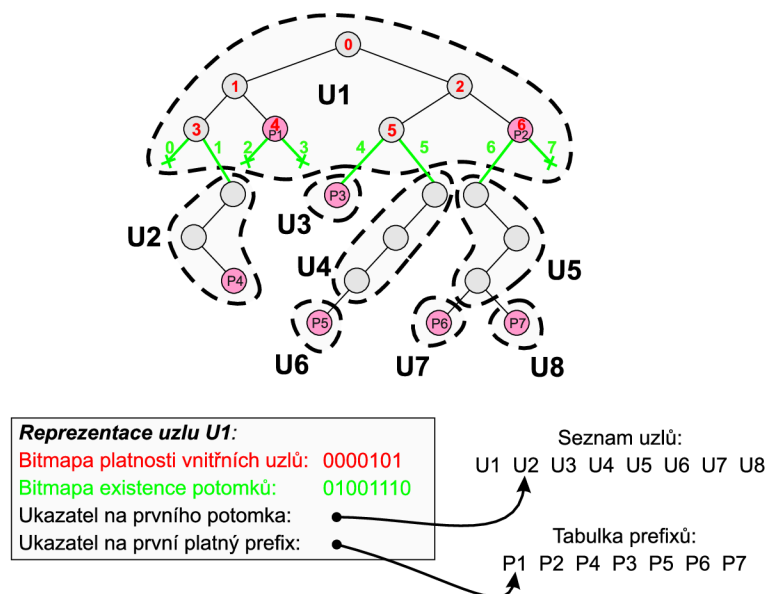 0
1
2
U1
3
4
P1
5
6
P2
0
1
2
3
4
5
6
7
P3
U2
U3
U4
U5
P4
P5
P6
P7
U6
U7
U8
Reprezentace uzlu U1:
Bitmapa platnosti vnitřních uzlů: 0000101
Bitmapa existence potomků: 01001110
Ukazatel na prvního potomka:
Ukazatel na první platný prefix:
Seznam uzlů:
U1 U2 U3 U4 U5 U6 U7 U8
Tabulka prefixů:
P1 P2 P4 P3 P5 P6 P7